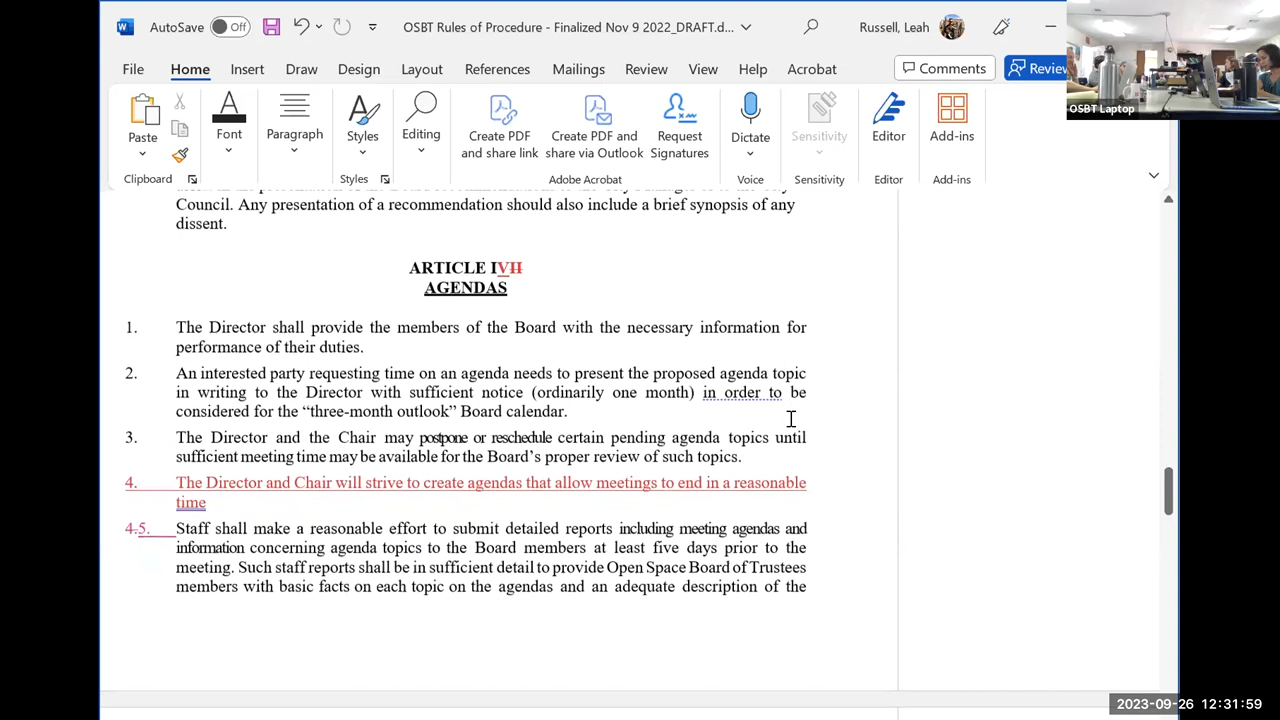 AutoSave Off OSBT Rules of Procedure - Finalized Nov 9 2022_DRAFT.d... Russell, Leah
File Home Insert Draw Design Layout References Mailings Review View Help Acrobat Comments
Paste Font Paragraph Styles Editing Create PDF and share link Create PDF and share via Outlook Request Signatures Dictate Sensitivity Editor Add-ins
OSBT Laptop
Clipboard Styles Adobe Acrobat Voice Sensitivity Editor Add-ins
Council. Any presentation of a recommendation should also include a brief synopsis of any
dissent.
ARTICLE IVII
AGENDAS
1. The Director shall provide the members of the Board with the necessary information for
performance of their duties.
2. An interested party requesting time on an agenda needs to present the proposed agenda topic
in writing to the Director with sufficient notice (ordinarily one month) in order to be
considered for the “three-month outlook” Board calendar.
3. The Director and the Chair may postpone or reschedule certain pending agenda topics until
sufficient meeting time may be available for the Board’s proper review of such topics.
4. The Director and Chair will strive to create agendas that allow meetings to end in a reasonable
time
4.5. Staff shall make a reasonable effort to submit detailed reports including meeting agendas and
information concerning agenda topics to the Board members at least five days prior to the
meeting. Such staff reports shall be in sufficient detail to provide Open Space Board of Trustees
members with basic facts on each topic on the agendas and an adequate description of the
2023-09-26 12:31:59